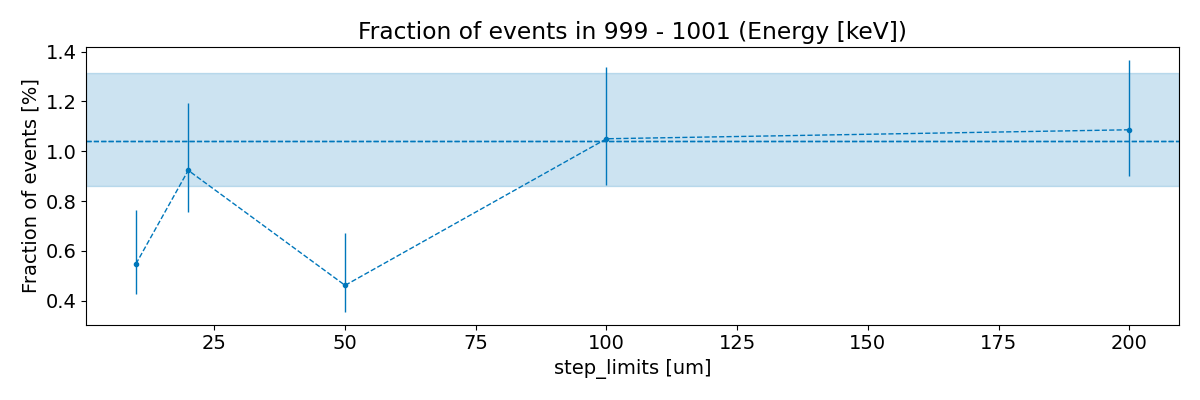 Fraction of events in 999 - 1001 (Energy [keV])
Fraction of events [%]
1.4
1.2
1.0
0.8
0.6
0.4
25 50 75 100 125 150 175 200
step_limits [um]